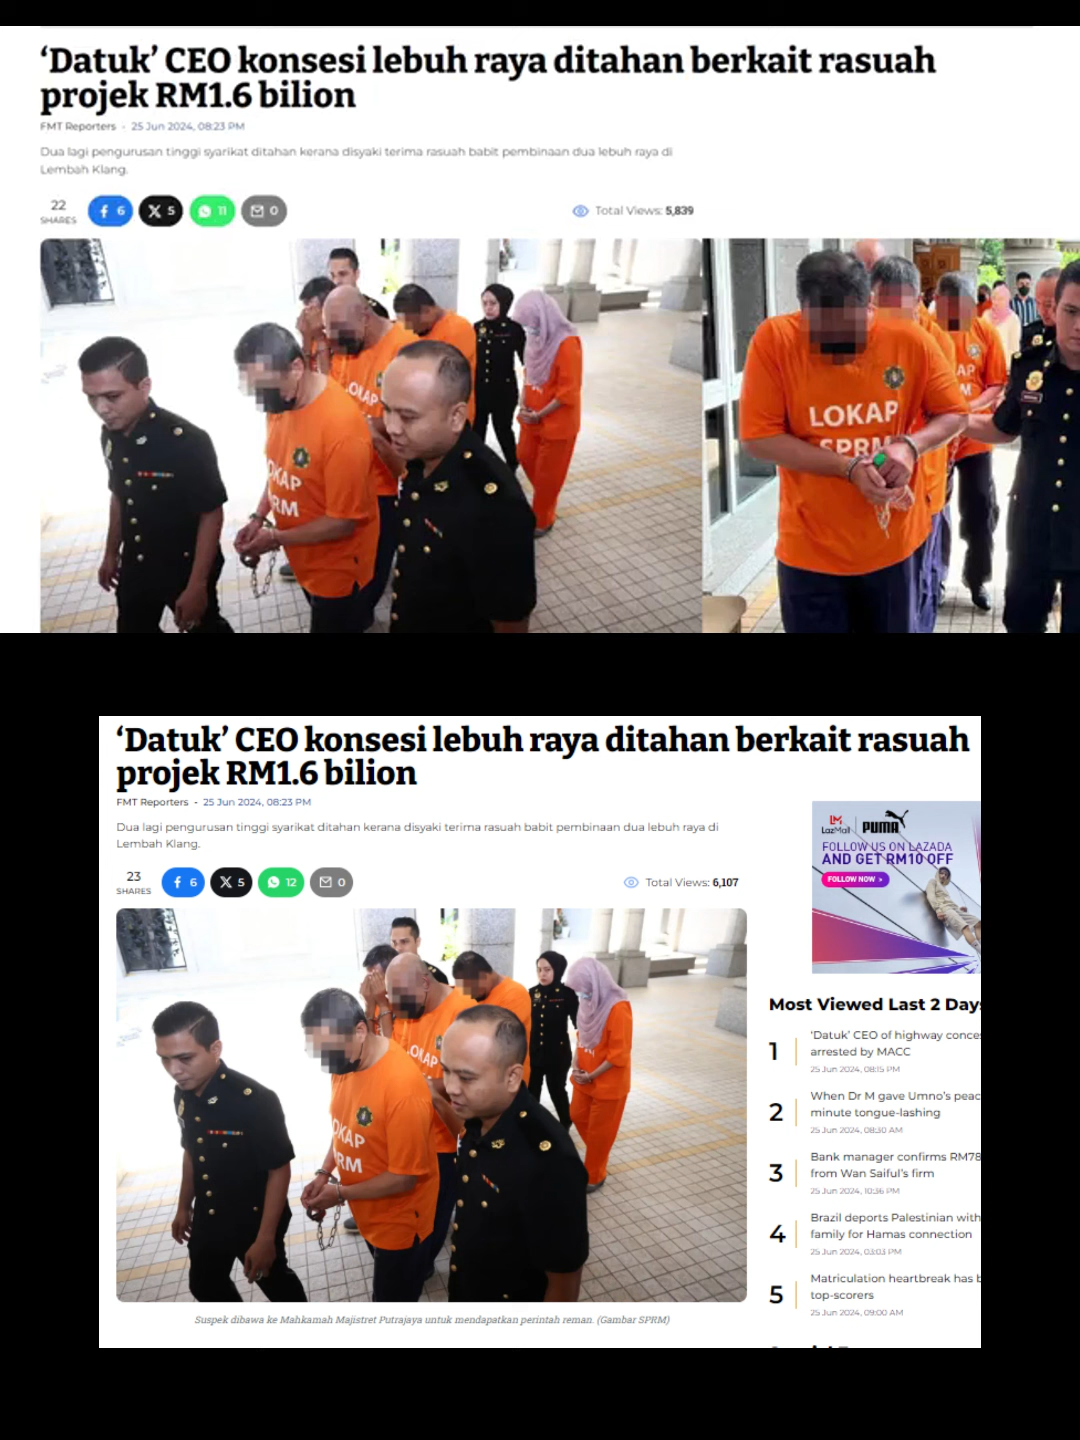 ‘Datuk’ CEO konsesi lebuh raya ditahan berkait rasuah
projek RM1.6 bilion
FMT Reporters - 25 Jun 2024, 08:23 PM
Dua lagi pengurusan tinggi syarikat ditahan kerana disyaki terima rasuah babit pembinaan dua lebuh raya di
Lembah Klang.
22
SHARES
6
5
11
0
Total Views: 5,839
LOKAP
LOKAP
SPRM
‘Datuk’ CEO konsesi lebuh raya ditahan berkait rasuah
projek RM1.6 bilion
FMT Reporters - 25 Jun 2024, 08:23 PM
Dua lagi pengurusan tinggi syarikat ditahan kerana disyaki terima rasuah babit pembinaan dua lebuh raya di
Lembah Klang.
23
SHARES
6
5
12
0
Total Views: 6,107
LOKAP
Suspek dibawa ke Mahkamah Majistret Putrajaya untuk mendapatkan perintah reman. (Gambar SPRM)
LM
LazMall
PUMA
FOLLOW US ON LAZADA
AND GET RM10 OFF
FOLLOW NOW >
Most Viewed Last 2 Days
1
‘Datuk’ CEO of highway conce
arrested by MACC
25 Jun 2024, 08:15 PM
2
When Dr M gave Umno’s peac
minute tongue-lashing
25 Jun 2024, 08:30 AM
3
Bank manager confirms RM78
from Wan Saiful’s firm
25 Jun 2024, 10:36 PM
4
Brazil deports Palestinian with
family for Hamas connection
25 Jun 2024, 03:03 PM
5
Matriculation heartbreak has b
top-scorers
25 Jun 2024, 09:00 AM